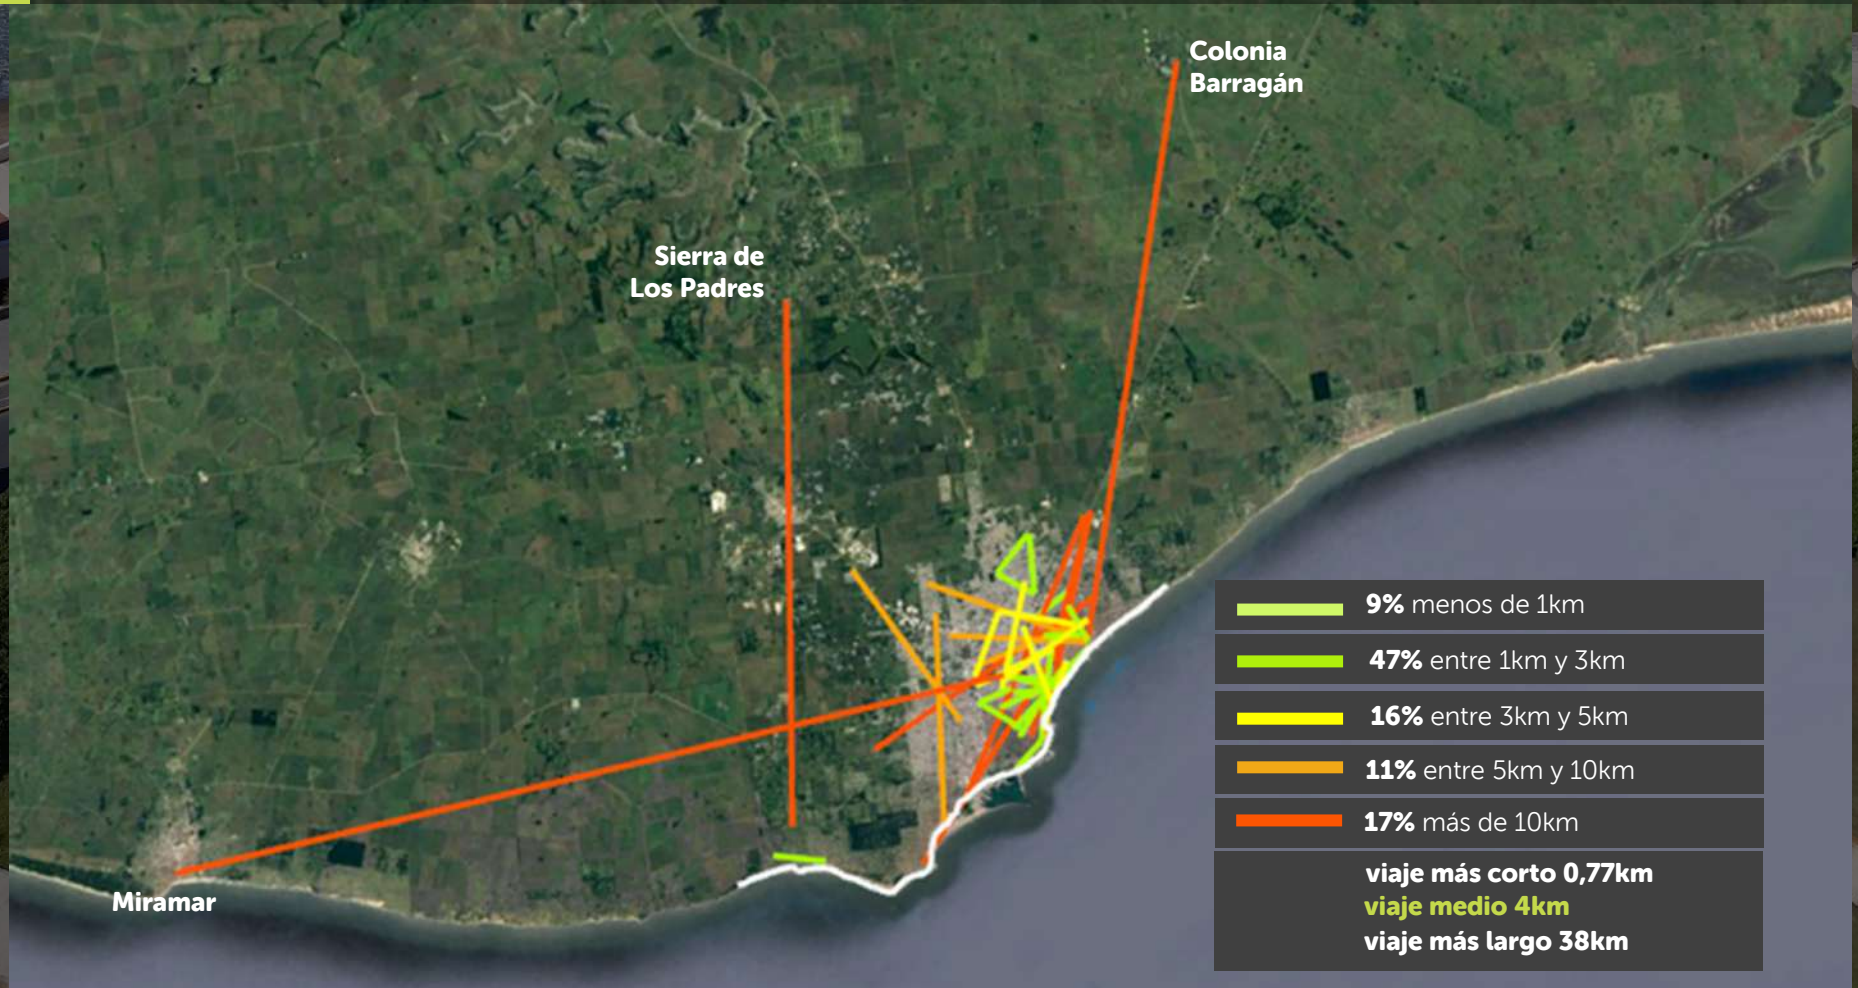 Colonia
Barragán
Sierra de
Los Padres
Miramar
9% menos de 1km
47% entre 1km y 3km
16% entre 3km y 5km
11% entre 5km y 10km
17% más de 10km
viaje más corto 0,77km
viaje medio 4km
viaje más largo 38km